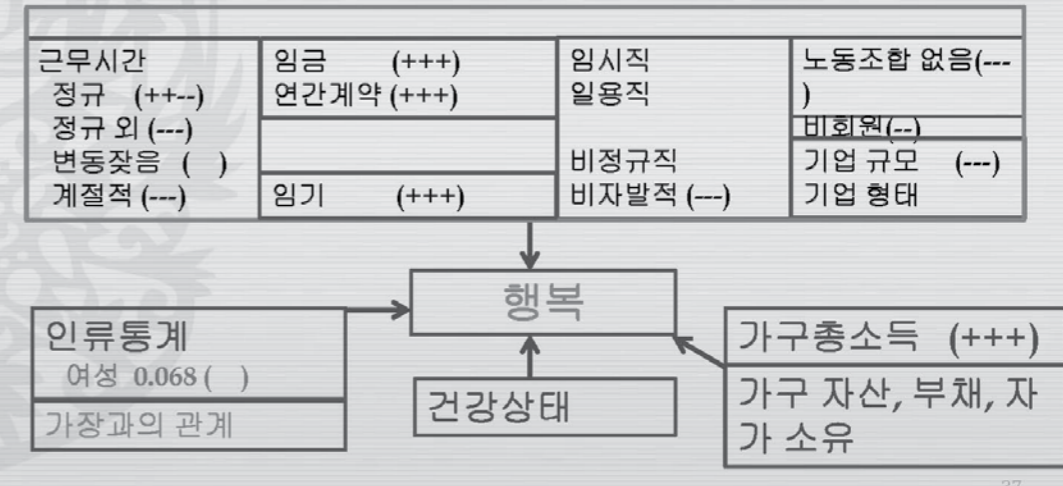 근무시간
정규 (++--)
정규 외 (---)
변동잦음 ( )
계절적 (---)
임금 (+++)
연간계약 (+++)
임기 (+++)
임시직
일용직
비정규직
비자발적 (---)
노동조합 없음(---
)
비회원(--)
기업 규모 (---)
기업 형태
행복
인류통계
여성 0.068 ( )
가장과의 관계
건강상태
가구총소득 (+++)
가구 자산, 부채, 자
가 소유
27